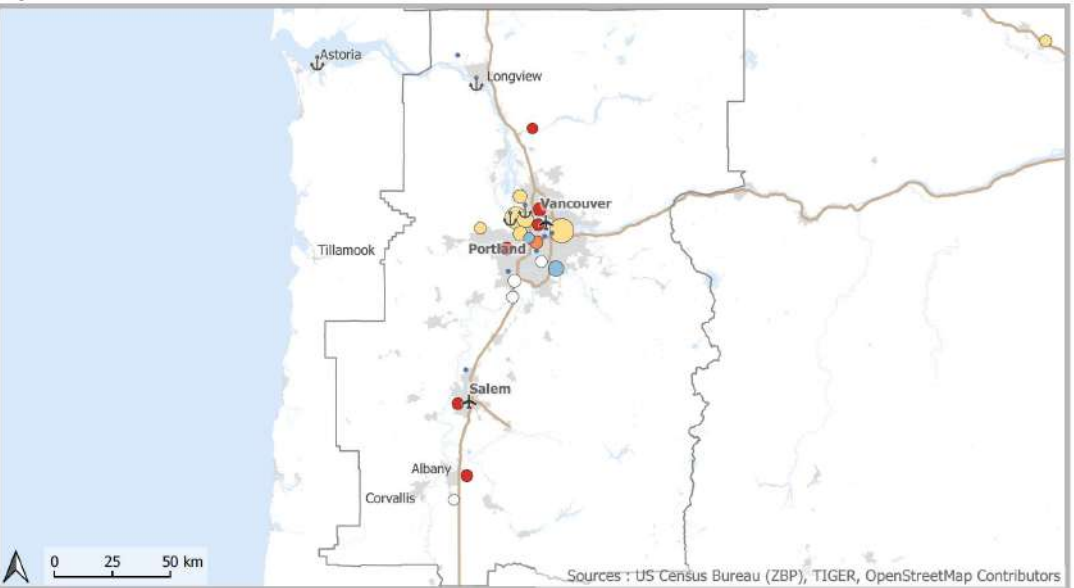 Astoria
Longview
Vancouver
Tillamook
Portland
Salem
Albany
Corvallis
0 25 50 km
Sources : US Census Bureau (ZBP), TIGER, OpenStreetMap Contributors